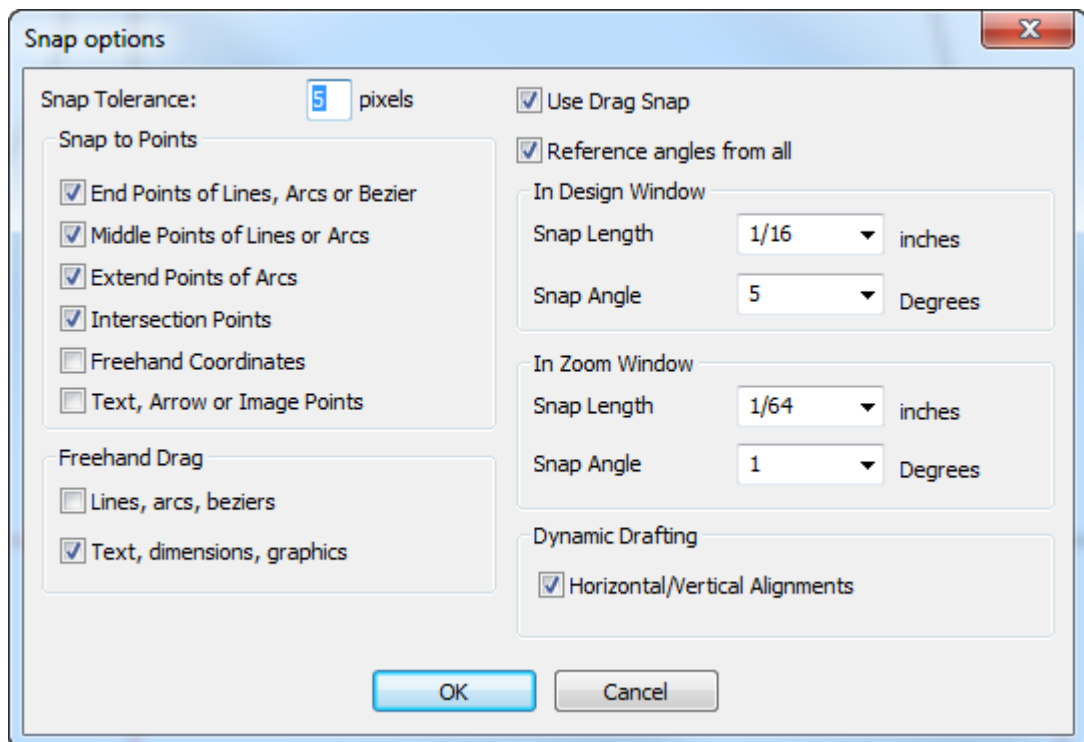 Snap options
Snap Tolerance: 5 pixels
Snap to Points
End Points of Lines, Arcs or Bezier
Middle Points of Lines or Arcs
Extend Points of Arcs
Intersection Points
Freehand Coordinates
Text, Arrow or Image Points
Freehand Drag
Lines, arcs, beziers
Text, dimensions, graphics
Use Drag Snap
Reference angles from all
In Design Window
Snap Length 1/16 inches
Snap Angle 5 Degrees
In Zoom Window
Snap Length 1/64 inches
Snap Angle 1 Degrees
Dynamic Drafting
Horizontal/Vertical Alignments
OK Cancel